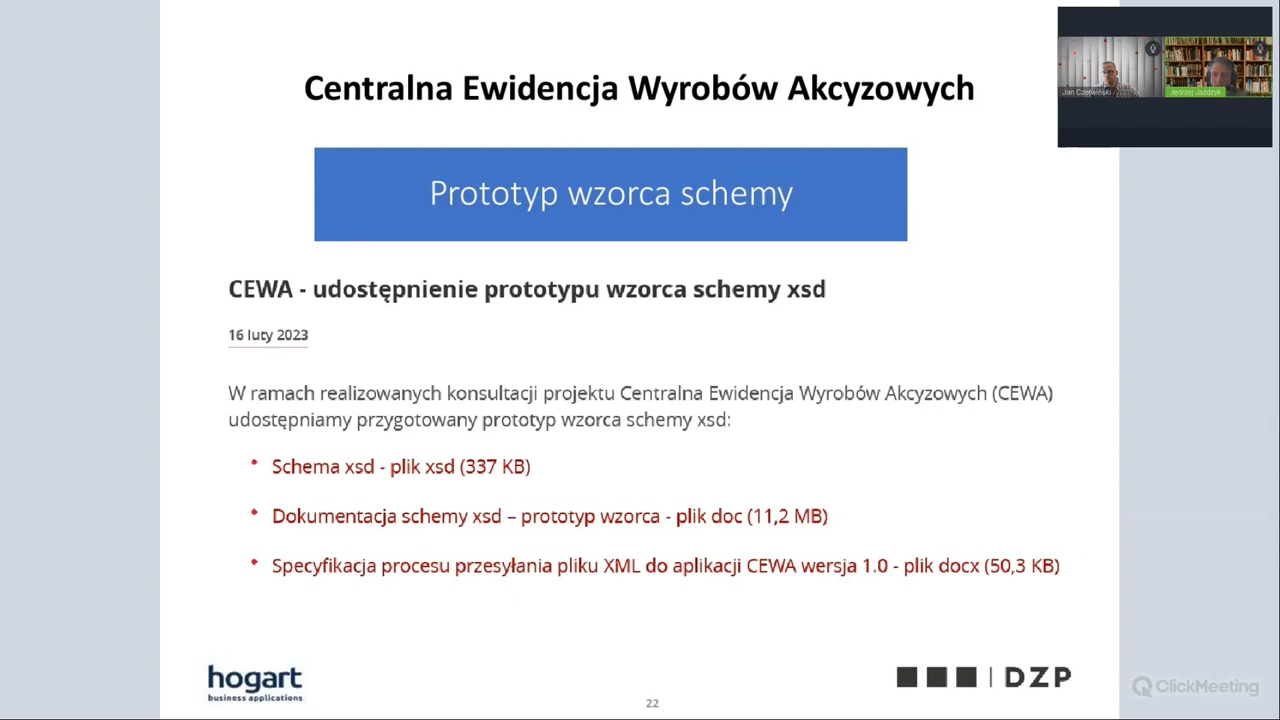 Centralna Ewidencja Wyrobów Akcyzowych
Jan Czerwiński
Jędrzej Jażdżyk
Prototyp wzorca schemy
CEWA - udostępnienie prototypu wzorca schemy xsd
16 luty 2023
W ramach realizowanych konsultacji projektu Centralna Ewidencja Wyrobów Akcyzowych (CEWA)
udostępniamy przygotowany prototyp wzorca schemy xsd:
• Schema xsd - plik xsd (337 KB)
• Dokumentacja schemy xsd – prototyp wzorca - plik doc (11,2 MB)
• Specyfikacja procesu przesyłania pliku XML do aplikacji CEWA wersja 1.0 - plik docx (50,3 KB)
hogart
business applications
22
DZP
ClickMeeting